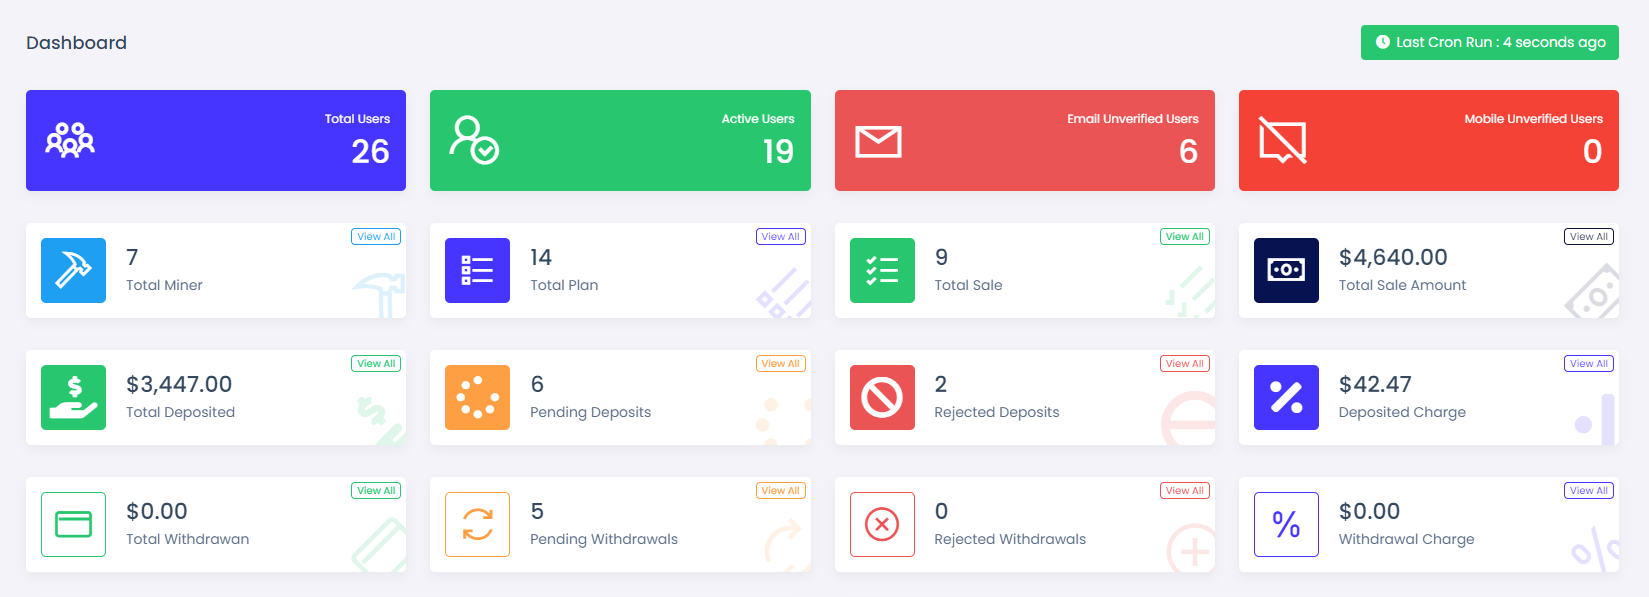 Dashboard
Last Cron Run : 4 seconds ago
Total Users
26
Active Users
19
Email Unverified Users
6
Mobile Unverified Users
0
View All
7
Total Miner
View All
14
Total Plan
View All
9
Total Sale
View All
$4,640.00
Total Sale Amount
View All
$3,447.00
Total Deposited
View All
6
Pending Deposits
View All
2
Rejected Deposits
View All
$42.47
Deposited Charge
View All
$0.00
Total Withdrawan
View All
5
Pending Withdrawals
View All
0
Rejected Withdrawals
View All
$0.00
Withdrawal Charge